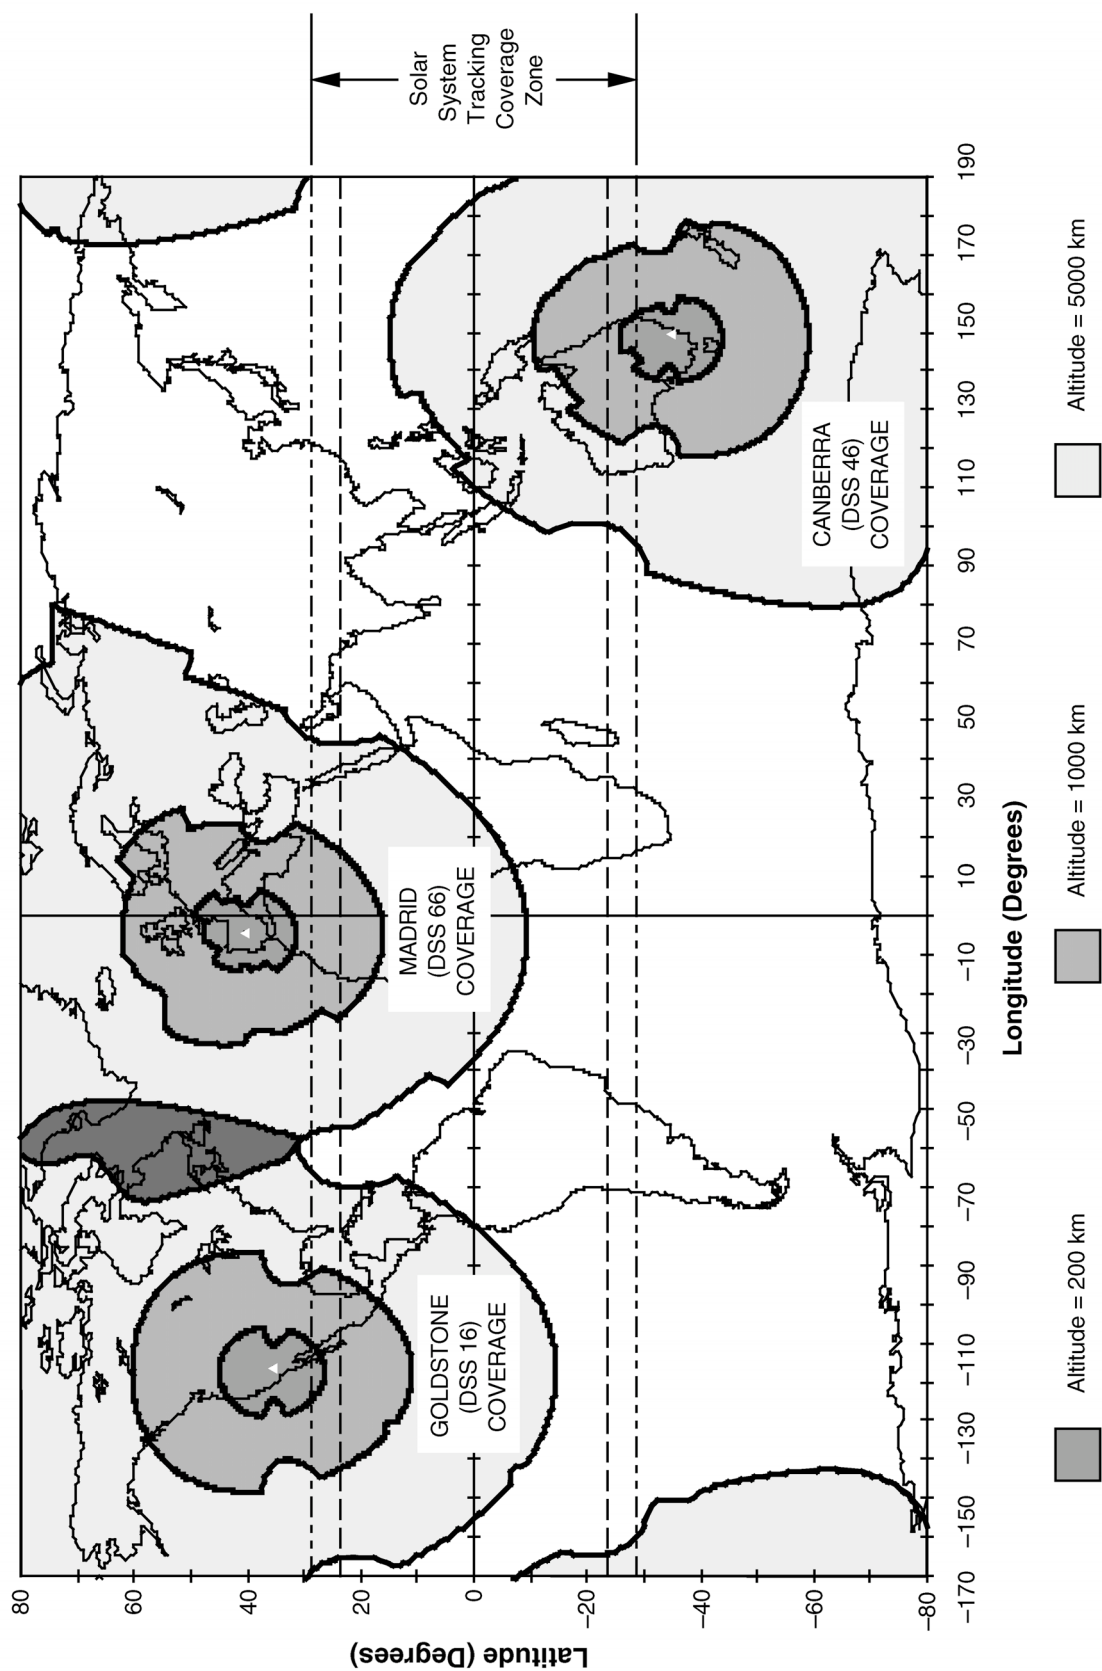 Solar
System
Tracking
Coverage
Zone
Latitude (Degrees)
80
60
40
20
0
–20
–40
–60
–80
GOLDSTONE
(DSS 16)
COVERAGE
MADRID
(DSS 66)
COVERAGE
CANBERRA
(DSS 46)
COVERAGE
–170
–150
–130
–110
–90
–70
–50
–30
–10
10
30
50
70
90
110
130
150
170
190
Longitude (Degrees)
Altitude = 200 km
Altitude = 1000 km
Altitude = 5000 km